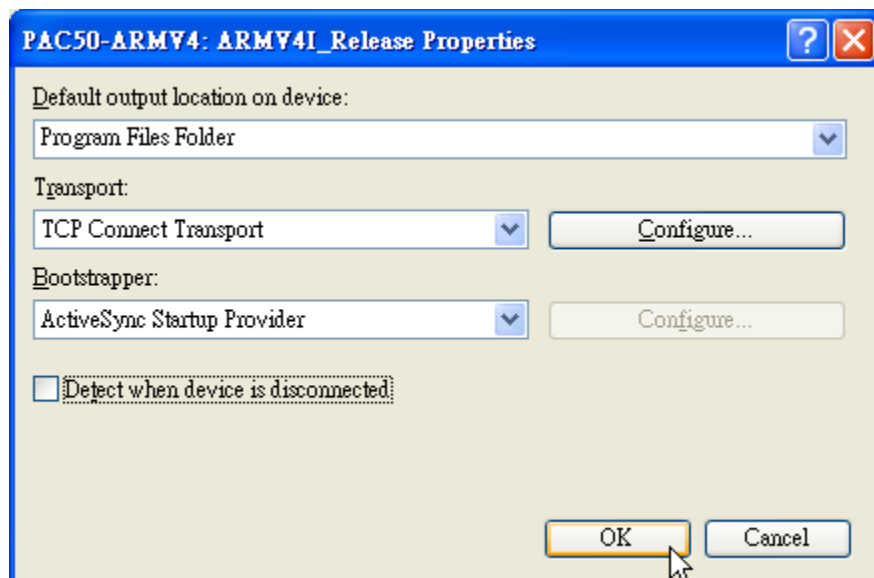 PAC50-ARMV4: ARMV4I_Release Properties
Default output location on device:
Program Files Folder
Transport:
TCP Connect Transport
Configure...
Bootstrapper:
ActiveSync Startup Provider
Configure...
Detect when device is disconnected
OK
Cancel